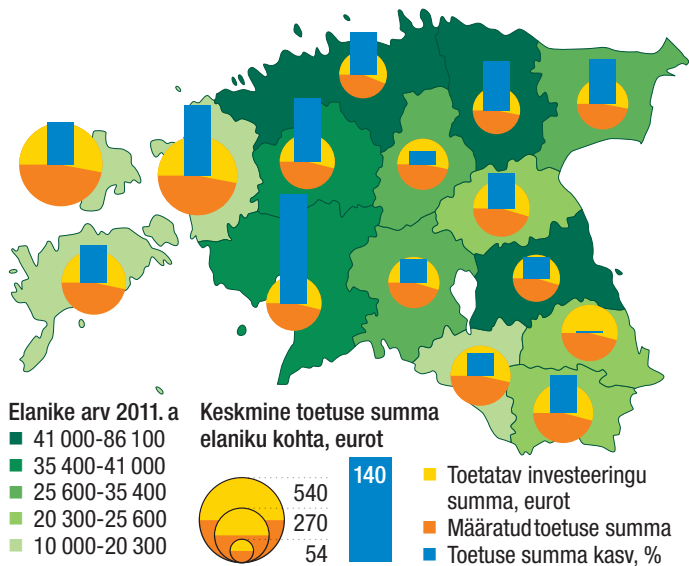 Elanike arv 2011. a
41 000-86 100
35 400-41 000
25 600-35 400
20 300-25 600
10 000-20 300
Keskmine toetuse summa
elaniku kohta, eurot
540
270
54
140
Toetatav investeeringu
summa, eurot
Määratud toetuse summa
Toetuse summa kasv, %